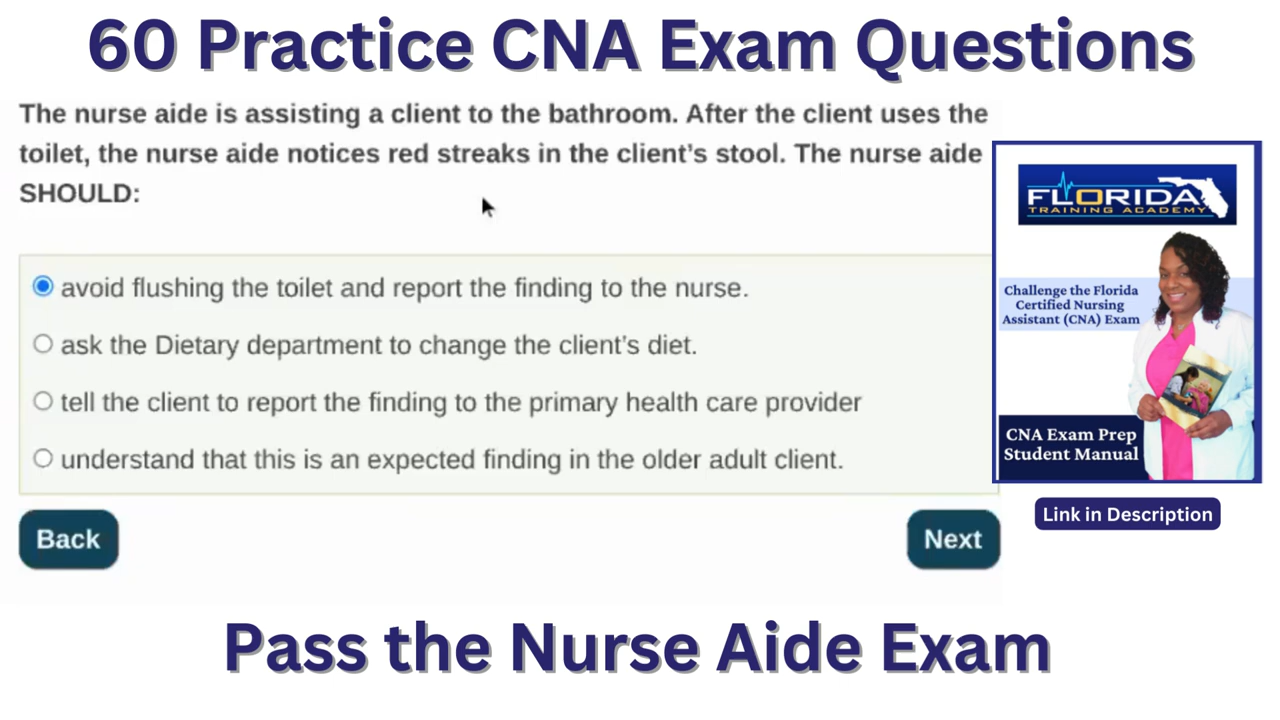 60 Practice CNA Exam Questions
The nurse aide is assisting a client to the bathroom. After the client uses the
toilet, the nurse aide notices red streaks in the client's stool. The nurse aide
SHOULD:
avoid flushing the toilet and report the finding to the nurse.
ask the Dietary department to change the client's diet.
tell the client to report the finding to the primary health care provider
understand that this is an expected finding in the older adult client.
Back
Next
FLORIDA
TRAINING ACADEMY
Challenge the Florida
Certified Nursing
Assistant (CNA) Exam
CNA Exam Prep
Student Manual
Link in Description
Pass the Nurse Aide Exam